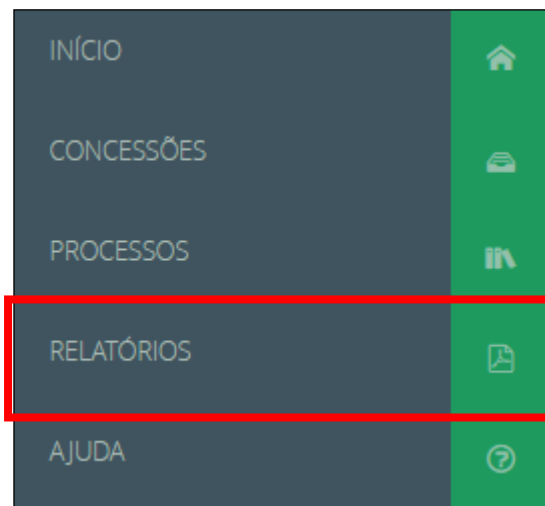 INÍCIO
CONCESSÕES
PROCESSOS
RELATÓRIOS
AJUDA